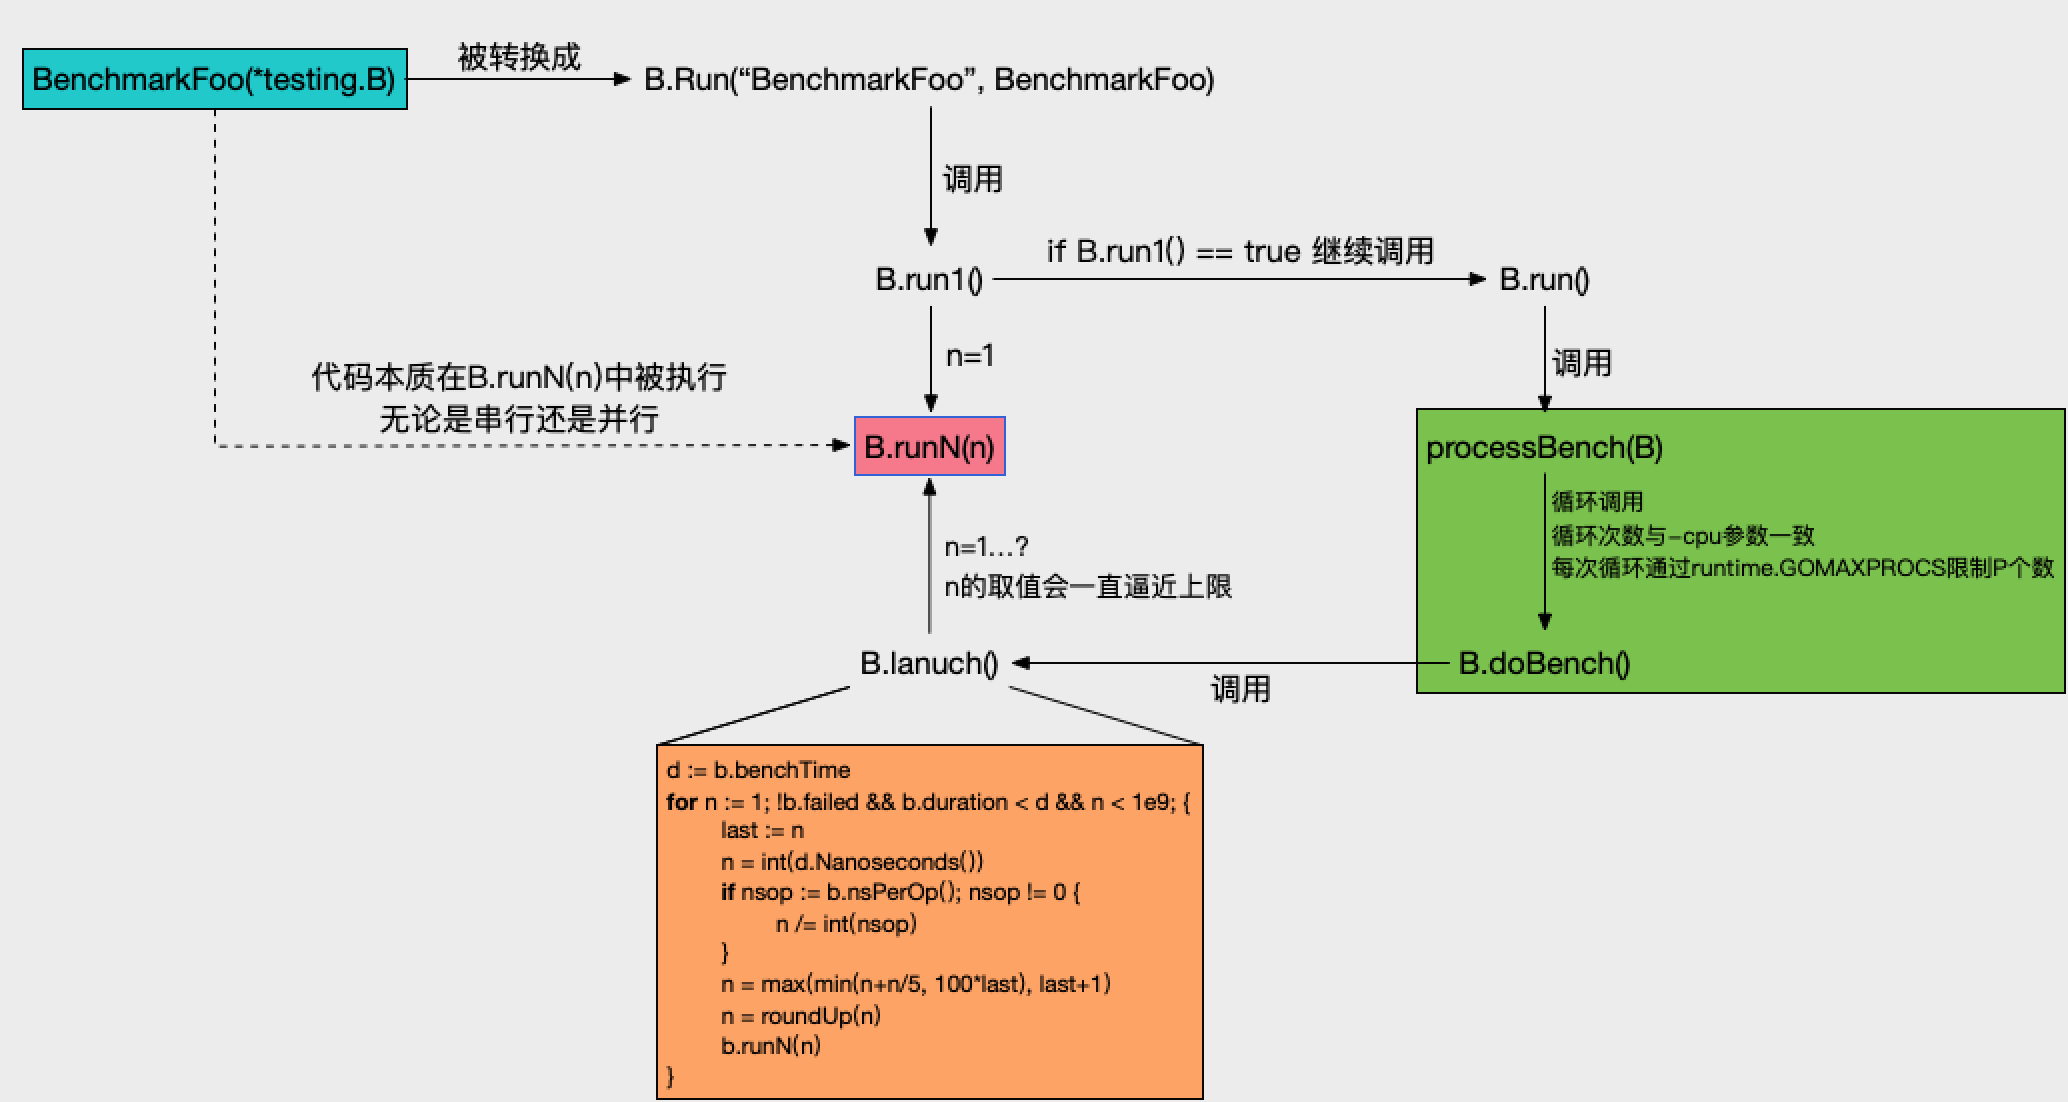 BenchmarkFoo(*testing.B)
被转换成
B.Run(“BenchmarkFoo”, BenchmarkFoo)
调用
if B.run1() == true 继续调用
B.run1()
B.run()
n=1
调用
代码本质在B.runN(n)中被执行
无论是串行还是并行
B.runN(n)
processBench(B)
循环调用
循环次数与-cpu参数一致
每次循环通过runtime.GOMAXPROCS限制P个数
n=1...?
n的取值会一直逼近上限
B.lanuch()
B.doBench()
调用
d := b.benchTime
for n := 1; !b.failed && b.duration < d && n < 1e9; {
last := n
n = int(d.Nanoseconds())
if nsop := b.nsPerOp(); nsop != 0 {
n /= int(nsop)
}
n = max(min(n+n/5, 100*last), last+1)
n = roundUp(n)
b.runN(n)
}